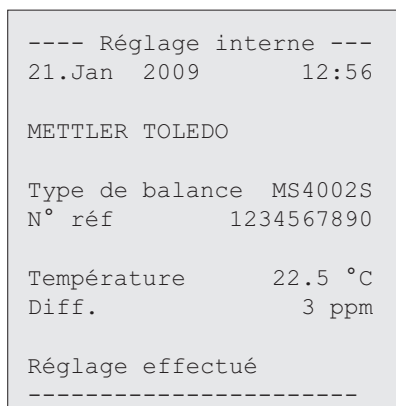 ---- Réglage interne ---
21.Jan 2009 12:56
METTLER TOLEDO
Type de balance MS4002S
N° réf 1234567890
Température 22.5 °C
Diff. 3 ppm
Réglage effectué
-----------------------